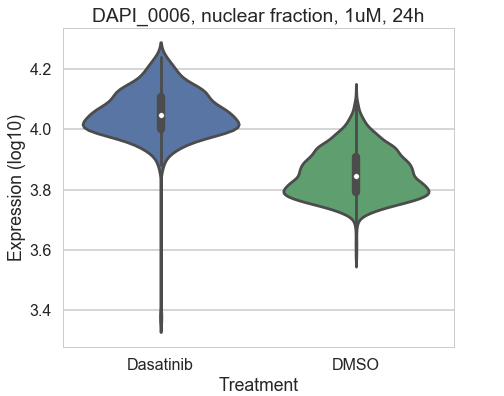 DAPI_0006, nuclear fraction, 1uM, 24h
4.2
4.0
3.8
3.6
3.4
Expression (log10)
Dasatinib DMSO
Treatment